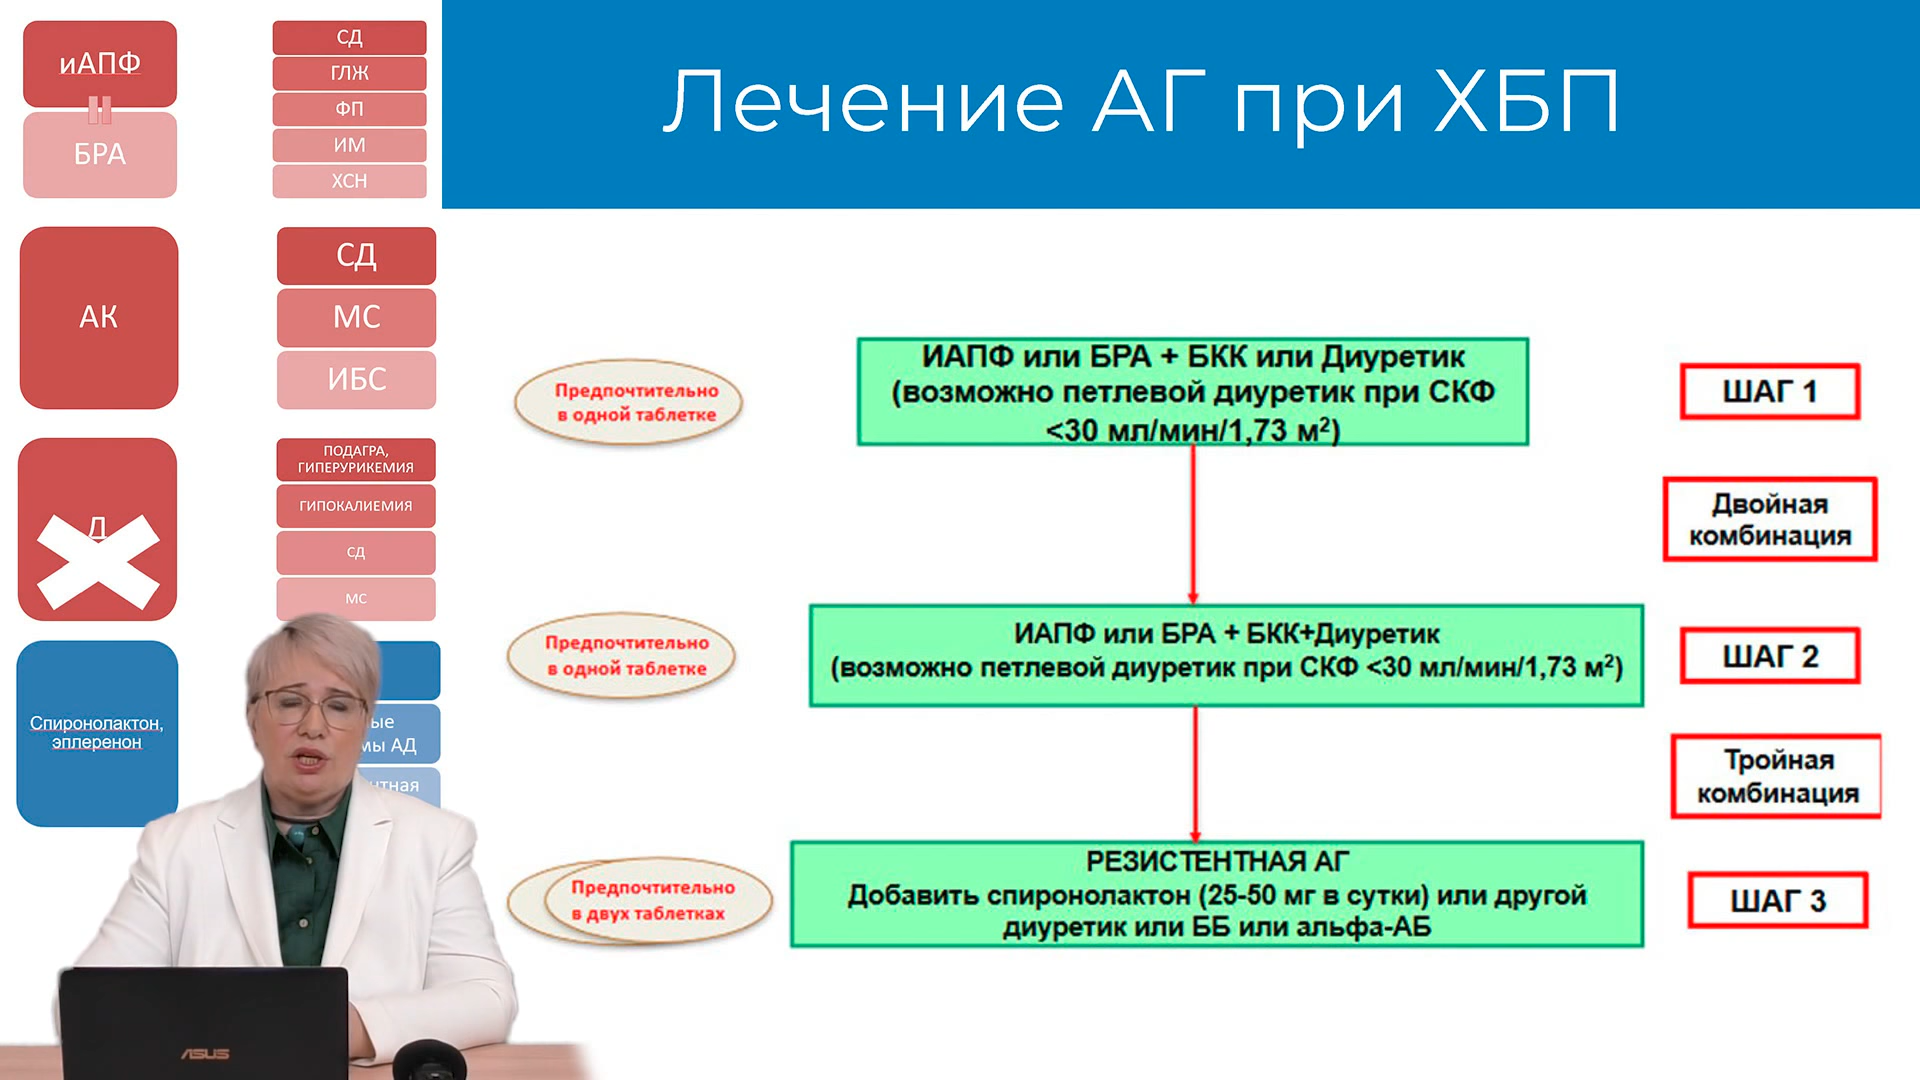 иАПФ
БРА
СД
ГЛЖ
ФП
ИМ
ХСН
АК
СД
МС
ИБС
Д
ПОДАГРА,
ГИПЕРУРИКЕМИЯ
ГИПОКАЛИЕМИЯ
СД
МС
Спиронолактон,
эплеренон
АД
Лечение АГ при ХБП
Предпочтительно
в одной таблетке
ИАПФ или БРА + БКК или Диуретик
(возможно петлевой диуретик при СКФ
<30 мл/мин/1,73 м²)
ШАГ 1
Двойная
комбинация
Предпочтительно
в одной таблетке
ИАПФ или БРА + БКК+Диуретик
(возможно петлевой диуретик при СКФ <30 мл/мин/1,73 м²)
ШАГ 2
Тройная
комбинация
Предпочтительно
в двух таблетках
РЕЗИСТЕНТНАЯ АГ
Добавить спиронолактон (25-50 мг в сутки) или другой
диуретик или ББ или альфа-АБ
ШАГ 3
ASUS